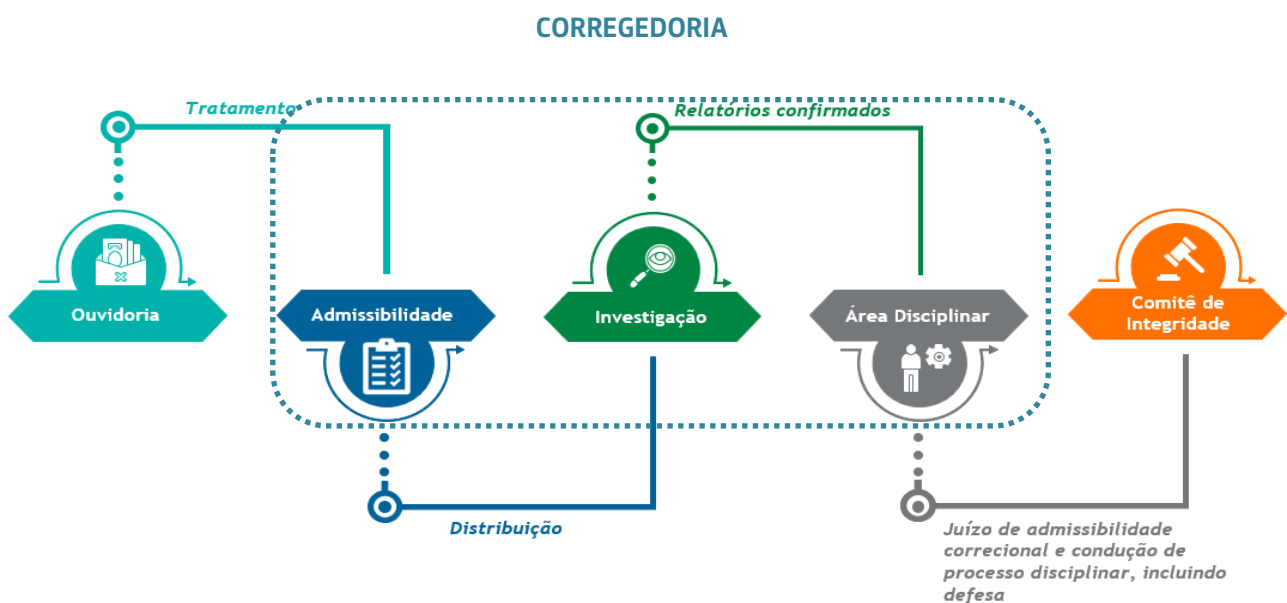 CORREGEDORIA
Tratamento
Relatórios confirmados
Ouvidoria
Admissibilidade
Investigação
Área Disciplinar
Comitê de
Integridade
Distribuição
Juízo de admissibilidade
correcional e condução de
processo disciplinar, incluindo
defesa